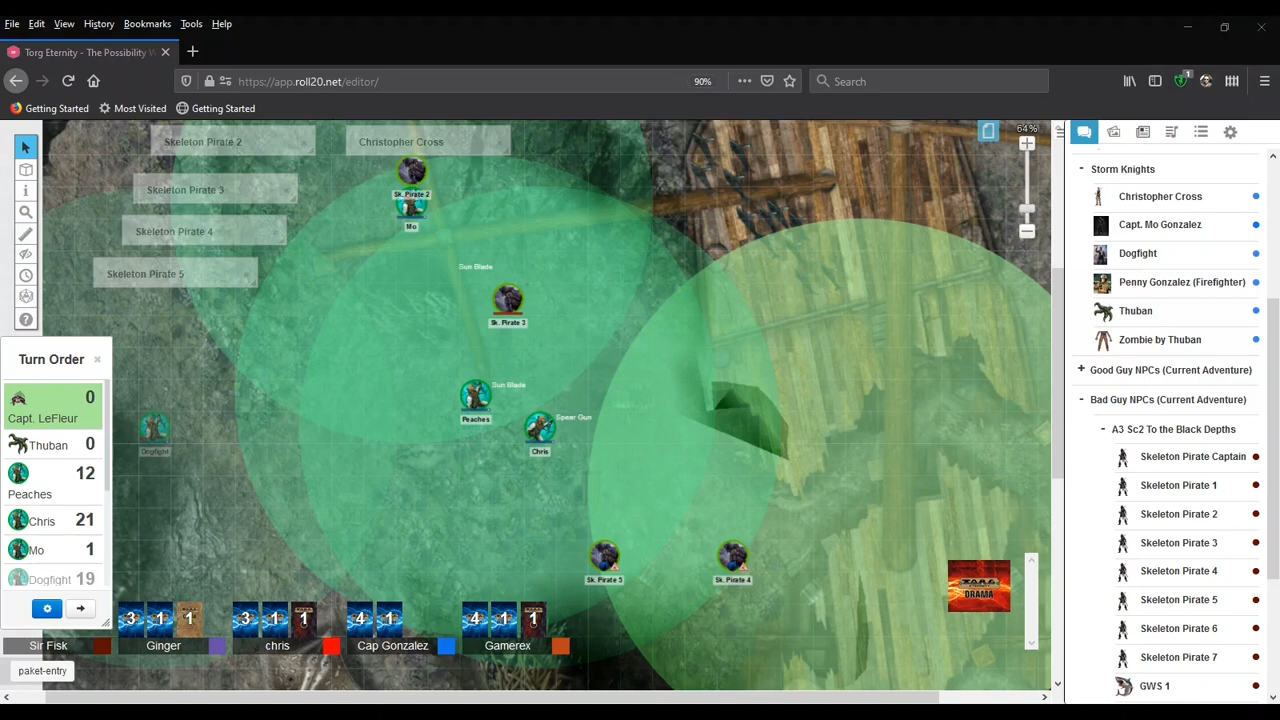 File Edit View History Bookmarks Tools Help
Torg Eternity - The Possibility W
https://app.roll20.net/editor/ 90% Search 1
Getting Started Most Visited Getting Started
Skeleton Pirate 2 Christopher Cross
64%
Skeleton Pirate 3
Skeleton Pirate 4
Skeleton Pirate 5
Sk. Pirate 2
Mo
Sun Blade
Sk. Pirate 3
Sun Blade
Peaches
Spear Gun
Chris
Dogfight
Sk. Pirate 5
Sk. Pirate 4
Turn Order
Capt. LeFleur 0
Thuban 0
Peaches 12
Chris 21
Mo 1
Dogfight 19
3 1 1
3 1 1
4 1
4 1 1
Sir Fisk Ginger chris Cap Gonzalez Gamerex
paket-entry
TORG
ETERNITY
DRAMA
Storm Knights
Christopher Cross
Capt. Mo Gonzalez
Dogfight
Penny Gonzalez (Firefighter)
Thuban
Zombie by Thuban
Good Guy NPCs (Current Adventure)
Bad Guy NPCs (Current Adventure)
A3 Sc2 To the Black Depths
Skeleton Pirate Captain
Skeleton Pirate 1
Skeleton Pirate 2
Skeleton Pirate 3
Skeleton Pirate 4
Skeleton Pirate 5
Skeleton Pirate 6
Skeleton Pirate 7
GWS 1